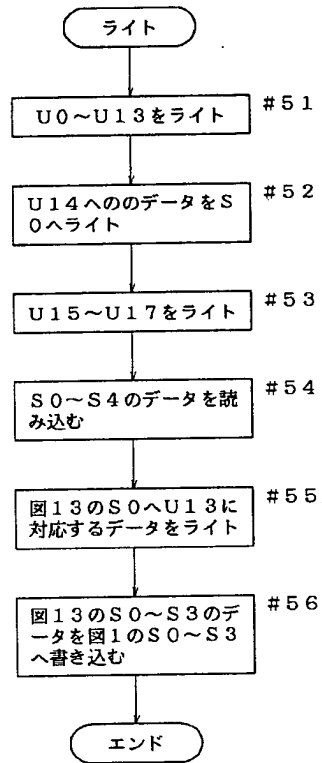 ライト
U0～U13をライト
#51
U14へののデータをS
0へライト
#52
U15～U17をライト
#53
S0～S4のデータを読
み込む
#54
図13のS0へU13に
対応するデータをライト
#55
図13のS0～S3のデ
ータを図1のS0～S3
へ書き込む
#56
エンド